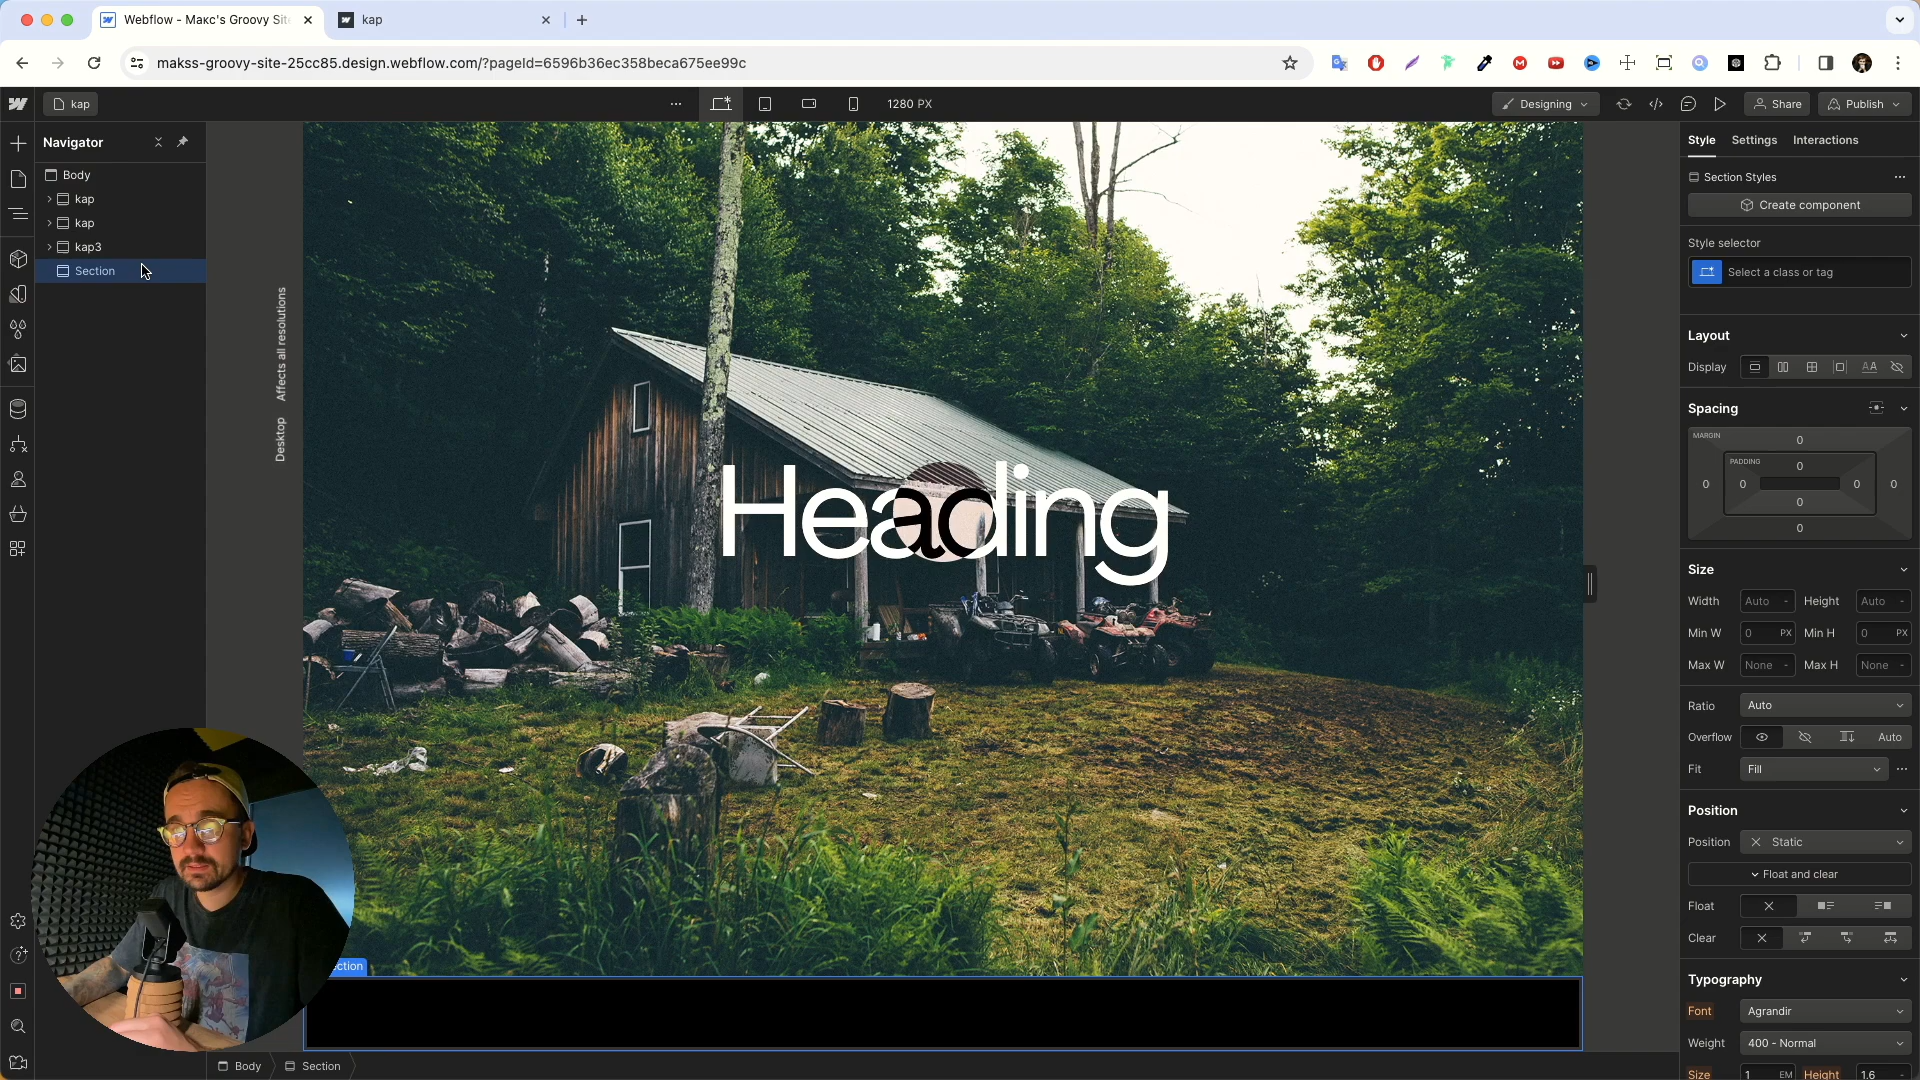 Webflow - Макс's Groovy Sit
kap
makss-groovy-site-25cc85.design.webflow.com/?pageId=6596b36ec358beca675ee99c
kap
1280 PX
Designing
Share
Publish
Navigator
Body
kap
kap
kap3
Section
Affects all resolutions
Desktop
Heading
ction
Body
Section
Style
Settings
Interactions
Section Styles
Create component
Style selector
Select a class or tag
Layout
Display
AA
Spacing
MARGIN
0
PADDING
0
0
0
0
0
0
0
Size
Width
Auto
-
Height
Auto
-
Min W
0
PX
Min H
0
PX
Max W
None
-
Max H
None
-
Ratio
Auto
Overflow
Auto
Fit
Fill
Position
Position
Static
Float and clear
Float
Clear
Typography
Font
Agrandir
Weight
400 - Normal
Size
1
EM
Height
1.6
-